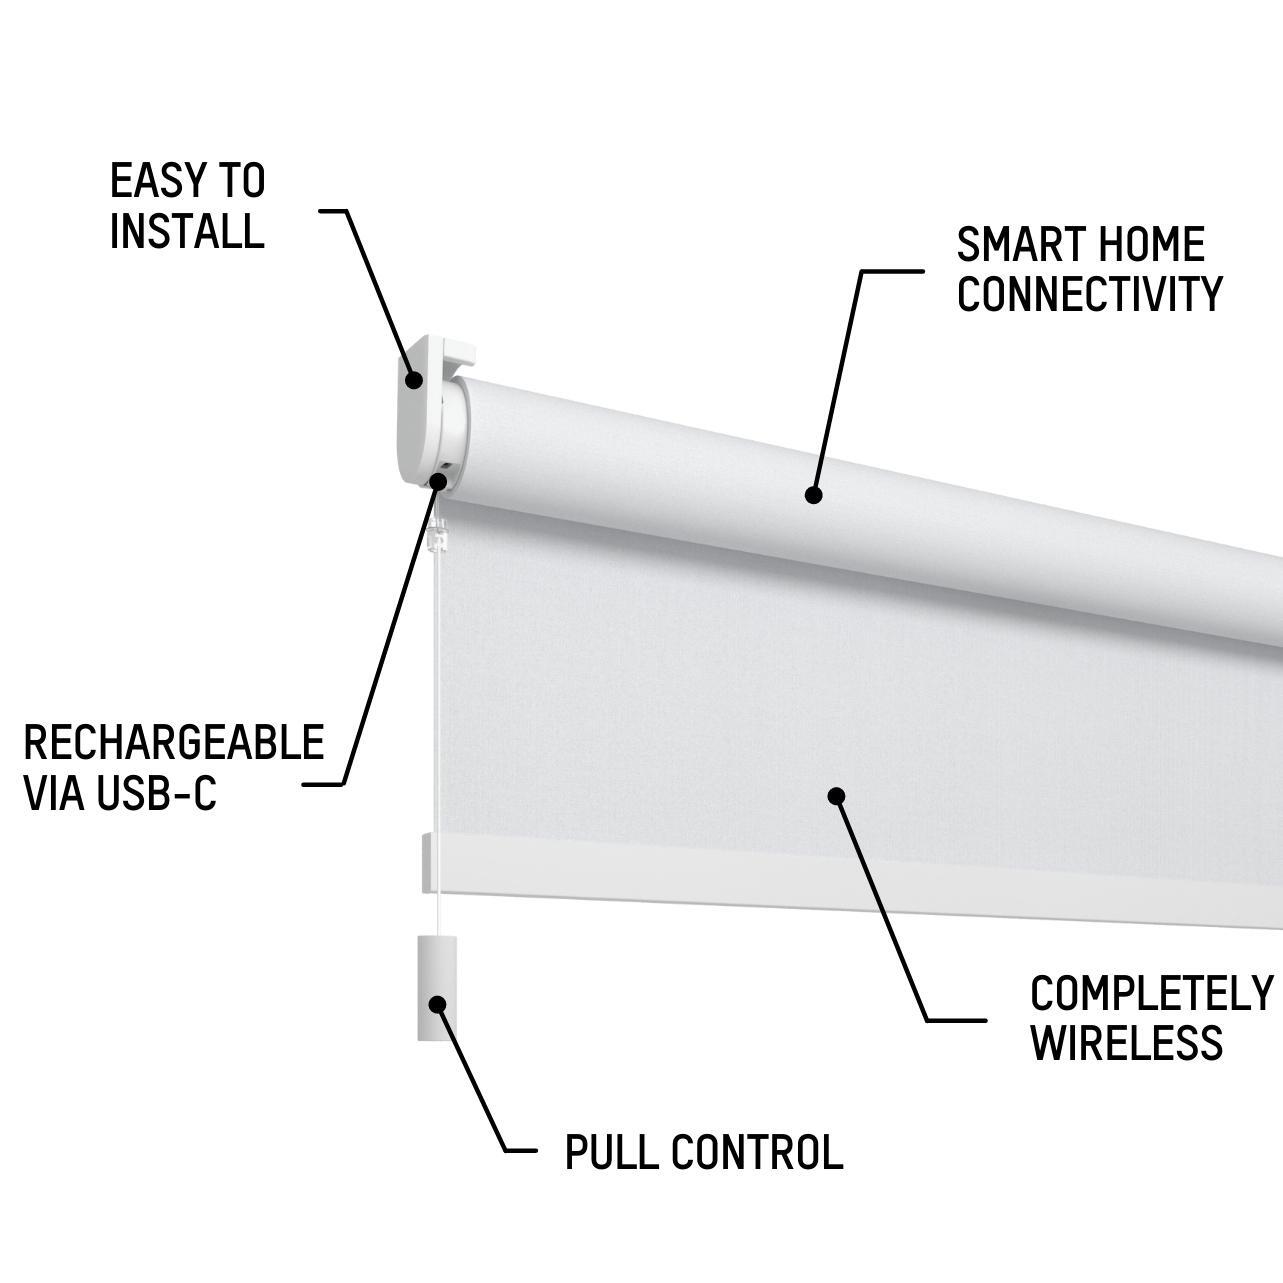 EASY TO
INSTALL
SMART HOME
CONNECTIVITY
RECHARGEABLE
VIA USB-C
COMPLETELY
WIRELESS
PULL CONTROL